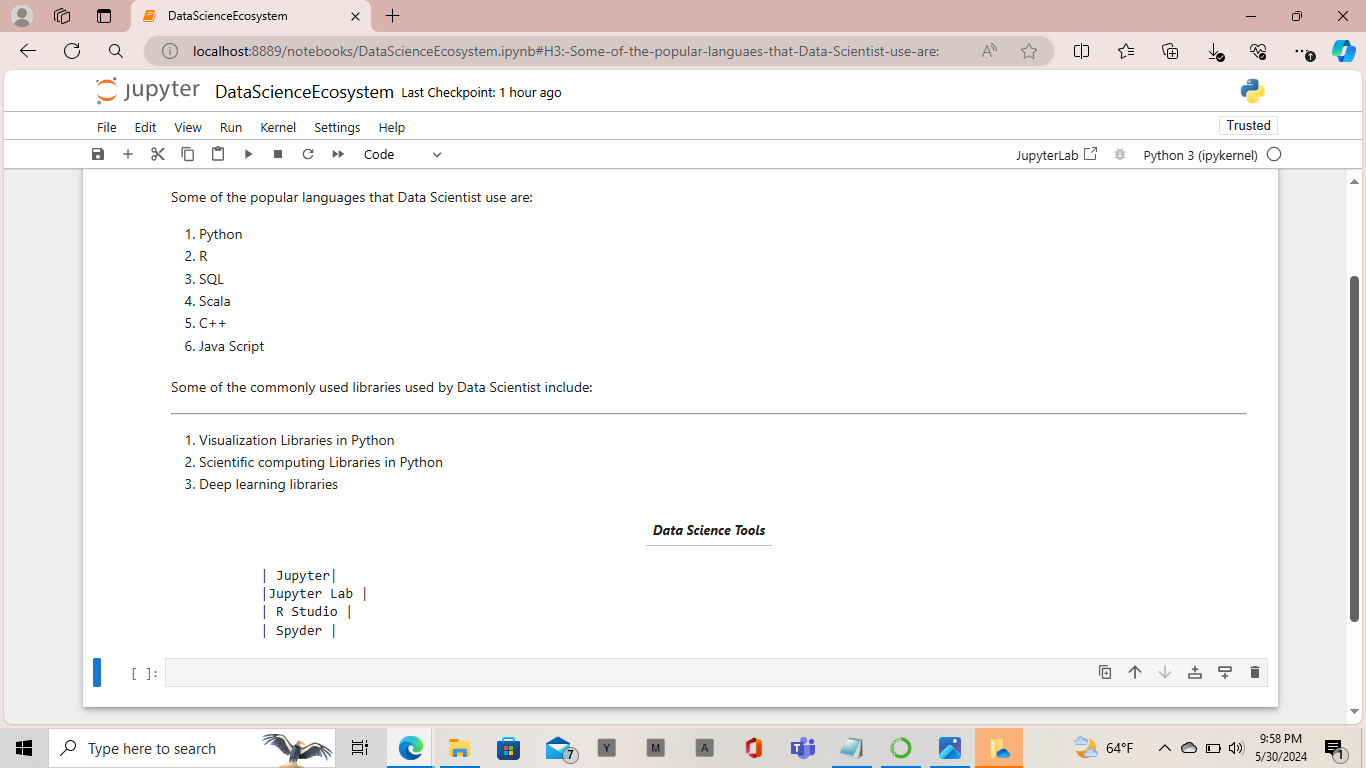 DataScienceEcosystem
localhost:8889/notebooks/DataScienceEcosystem.ipynb#H3:-Some-of-the-popular-languaes-that-Data-Scientist-use-are:
jupyter DataScienceEcosystem Last Checkpoint: 1 hour ago
File Edit View Run Kernel Settings Help Trusted
Code JupyterLab Python 3 (ipykernel)
Some of the popular languages that Data Scientist use are:
1. Python
2. R
3. SQL
4. Scala
5. C++
6. Java Script
Some of the commonly used libraries used by Data Scientist include:
1. Visualization Libraries in Python
2. Scientific computing Libraries in Python
3. Deep learning libraries
Data Science Tools
| Jupyter|
|Jupyter Lab |
| R Studio |
| Spyder |
[ ]:
Type here to search 7 Y M A 64°F 9:58 PM 1
5/30/2024